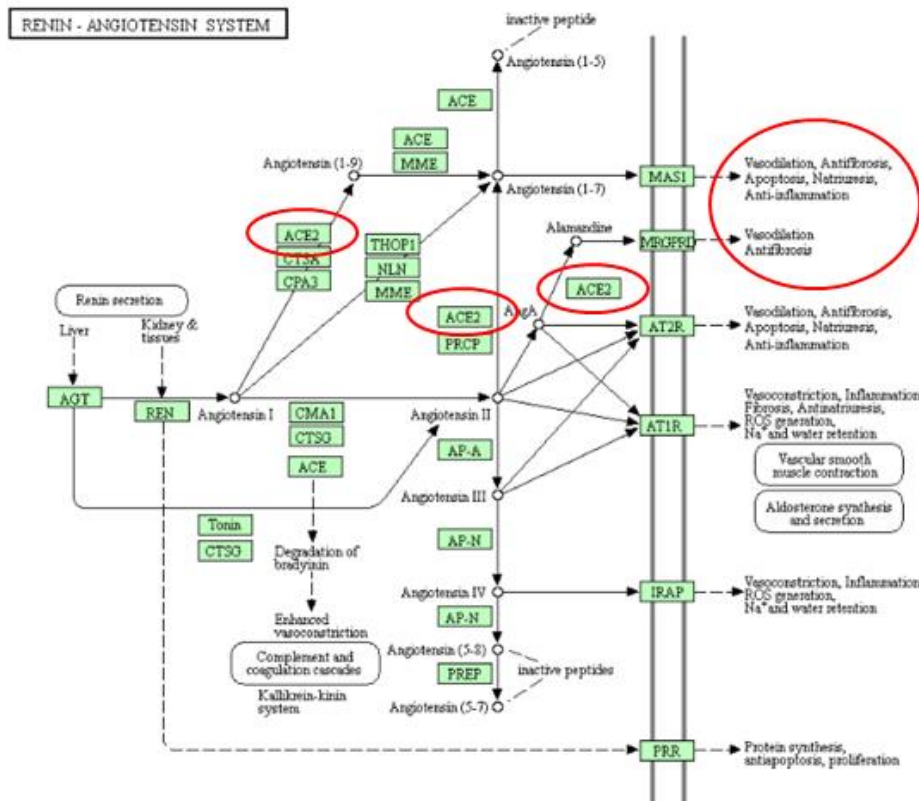 RENIN - ANGIOTENSIN SYSTEM
inactive peptide
Angiotensin (1-5)
ACE
ACE
MME
Angiotensin (1-9)
Angiotensin (1-7)
MAS1
Vasodilation, Antifibrosis,
Apoptosis, Natriuresis,
Anti-inflammation
ACE2
CTSA
CPA3
THOP1
NLN
MME
Alamandine
MRGPRD
Vasodilation
Antifibrosis
ACE2
ACE2
PRCP
AngA
AT2R
Vasodilation, Antifibrosis,
Apoptosis, Natriuresis,
Anti-inflammation
Renin secretion
Liver
Kidney &
tissues
AGT
REN
Angiotensin I
CMA1
CTSG
ACE
Angiotensin II
AT1R
Vasoconstriction, Inflammation
Fibrosis, Antinatriuresis,
ROS generation,
Na+ and water retention
Vascular smooth
muscle contraction
Aldosterone synthesis
and secretion
AP-A
Angiotensin III
Tonin
CTSG
Degradation of
bradyinin
AP-N
Enhanced
vasoconstriction
Angiotensin IV
IRAP
Vasoconstriction, Inflammation
ROS generation,
Na+ and water retention
AP-N
Complement and
coagulation cascades
Kallikrein-kinin
system
Angiotensin (5-8)
PREP
inactive peptides
Angiotensin (5-7)
PRR
Protein synthesis,
antiapoptosis, proliferation